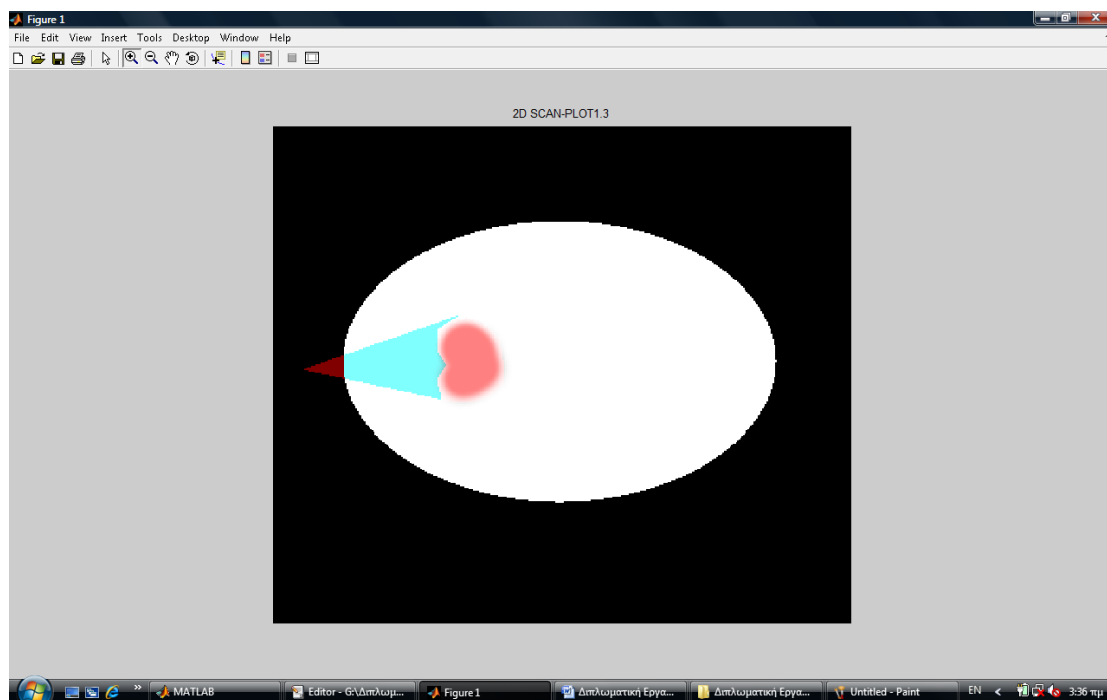 Figure 1
File Edit View Insert Tools Desktop Window Help
2D SCAN-PLOT1.3
» MATLAB Editor - G:\Διπλωμ... Figure 1 Διπλωματική Εργα... Διπλωματική Εργα... Untitled - Paint EN < 3:36 πμ